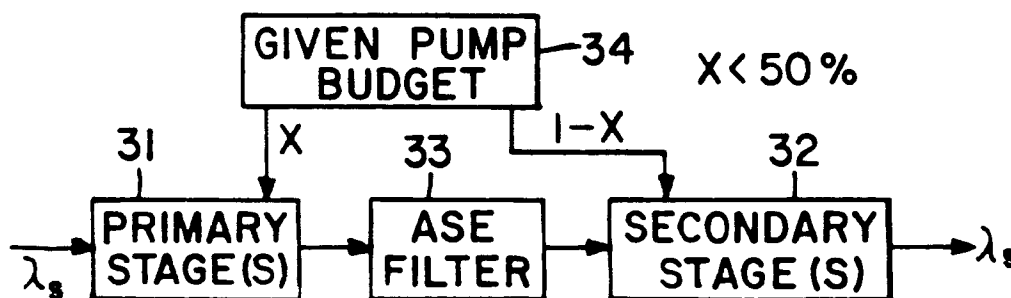 GIVEN PUMP
BUDGET
34
X < 50 %
X
1-X
31
33
32
PRIMARY
STAGE(S)
ASE
FILTER
SECONDARY
STAGE (S)
λs
λs